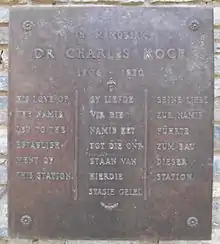 IN MEMORIAM
DR CHARLES KOCH
1904 - 1970
HIS LOVE OF
THE NAMIB
LED TO THE
ESTABLISH-
MENT OF
THIS STATION.
SY LIEFDE
VIR DIE
NAMIB HET
TOT DIE ONT-
STAAN VAN
HIERDIE
STASIE GELEI.
SEINE LIEBE
ZUR NAMIB
FÜHRTE
ZUM BAU
DIESER
STATION.